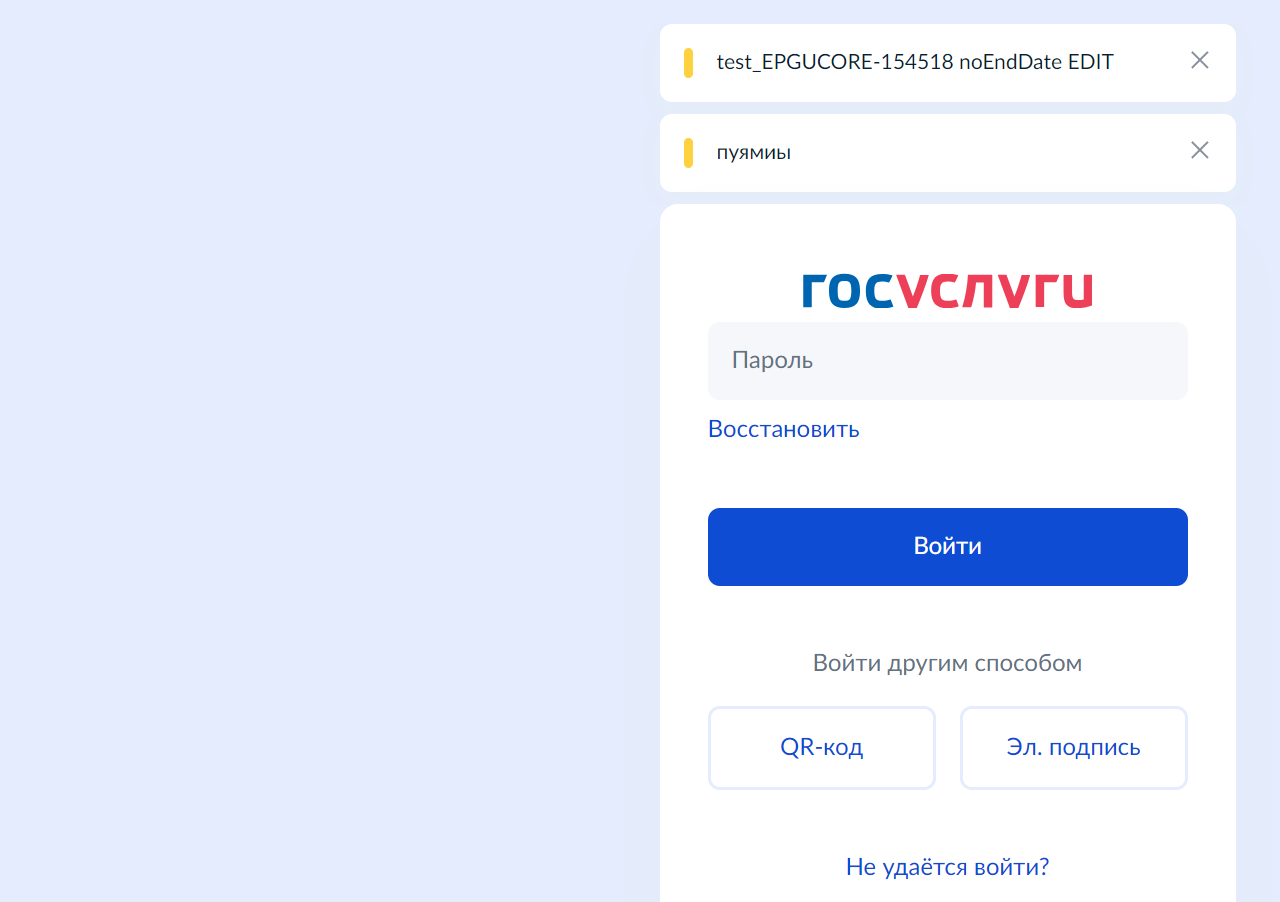 test_EPGUCORE-154518 noEndDate EDIT
пуямиы
госуслуги
Пароль
Восстановить
Войти
Войти другим способом
QR-код
Эл. подпись
Не удаётся войти?